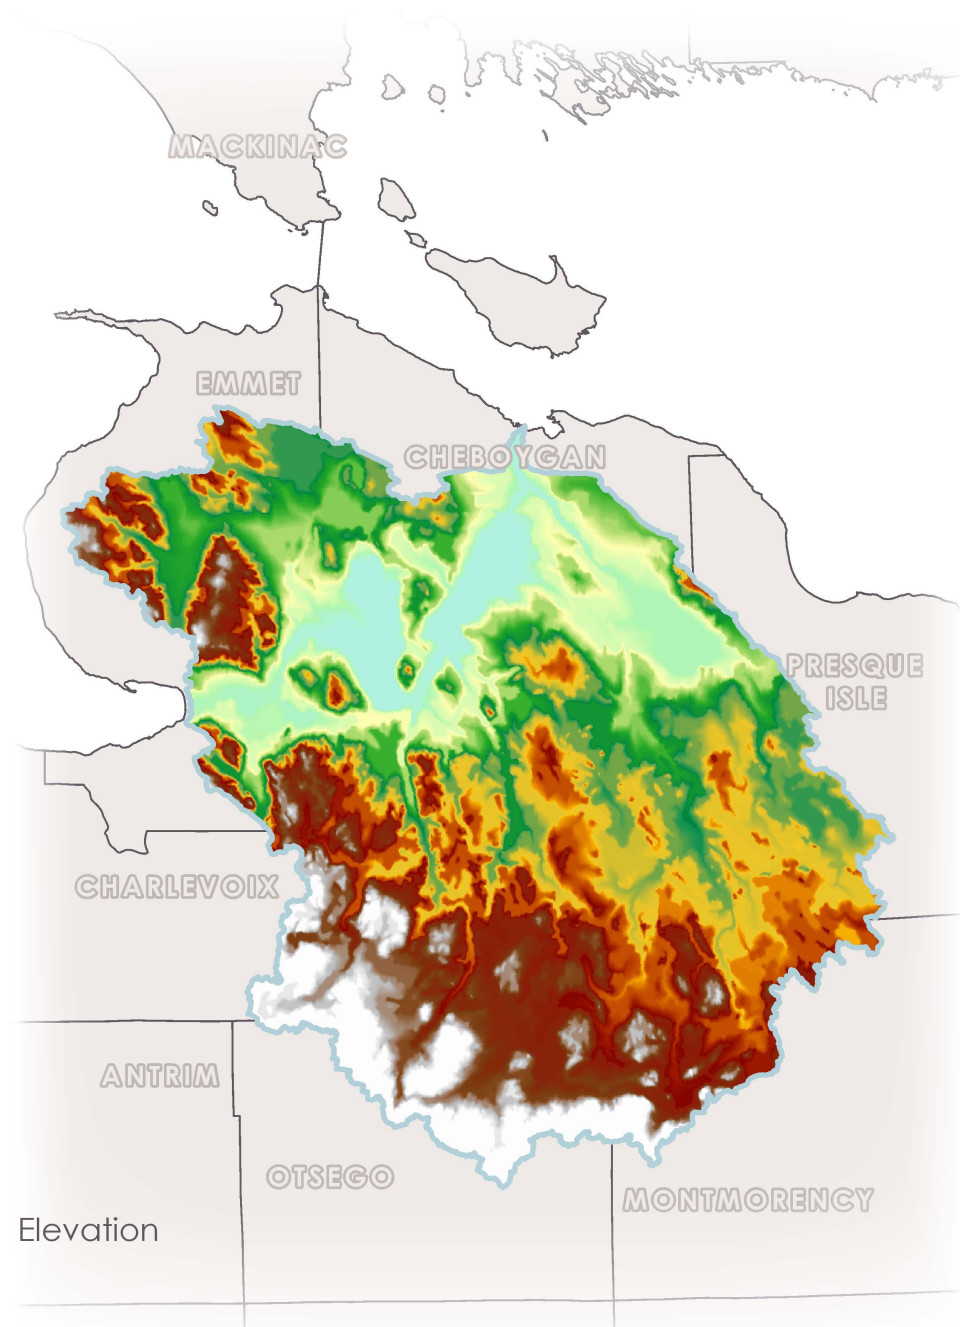 MACKINAC
EMMET
CHEBOYGAN
PRESQUE
ISLE
CHARLEVOIX
ANTRIM
OTSEGO
MONTMORENCY
Elevation